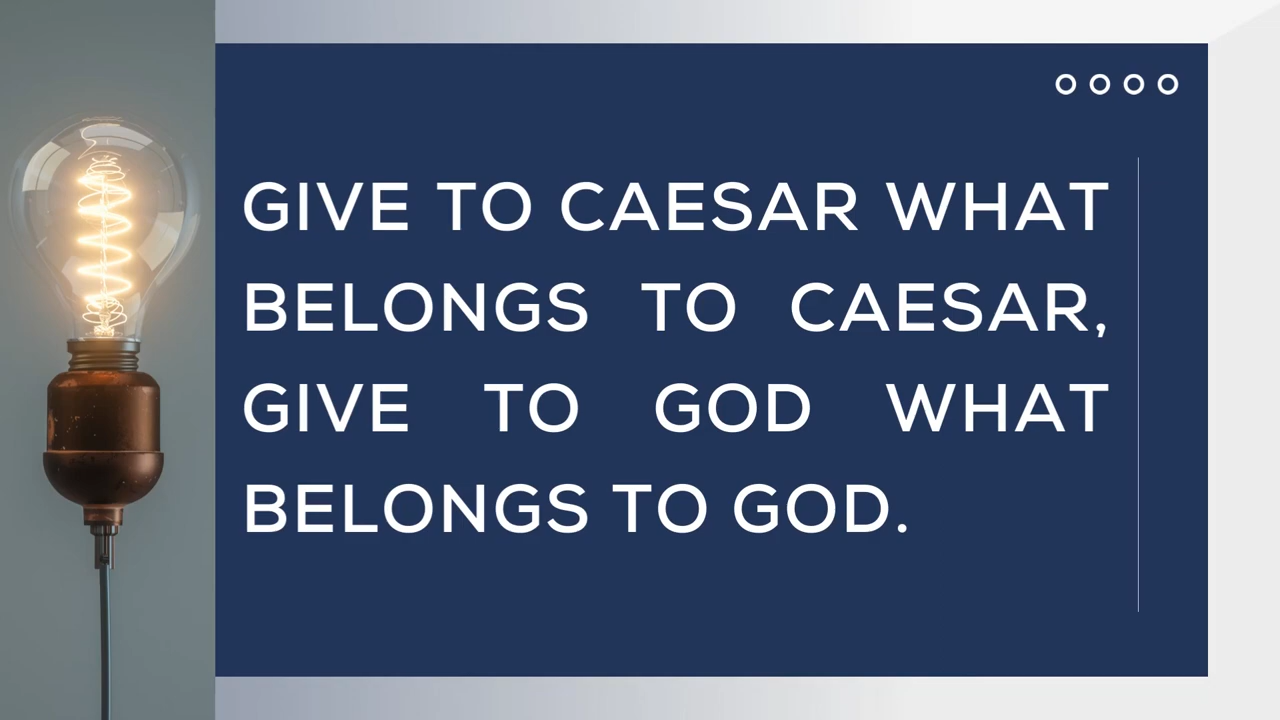 GIVE TO CAESAR WHAT
BELONGS TO CAESAR,
GIVE TO GOD WHAT
BELONGS TO GOD.